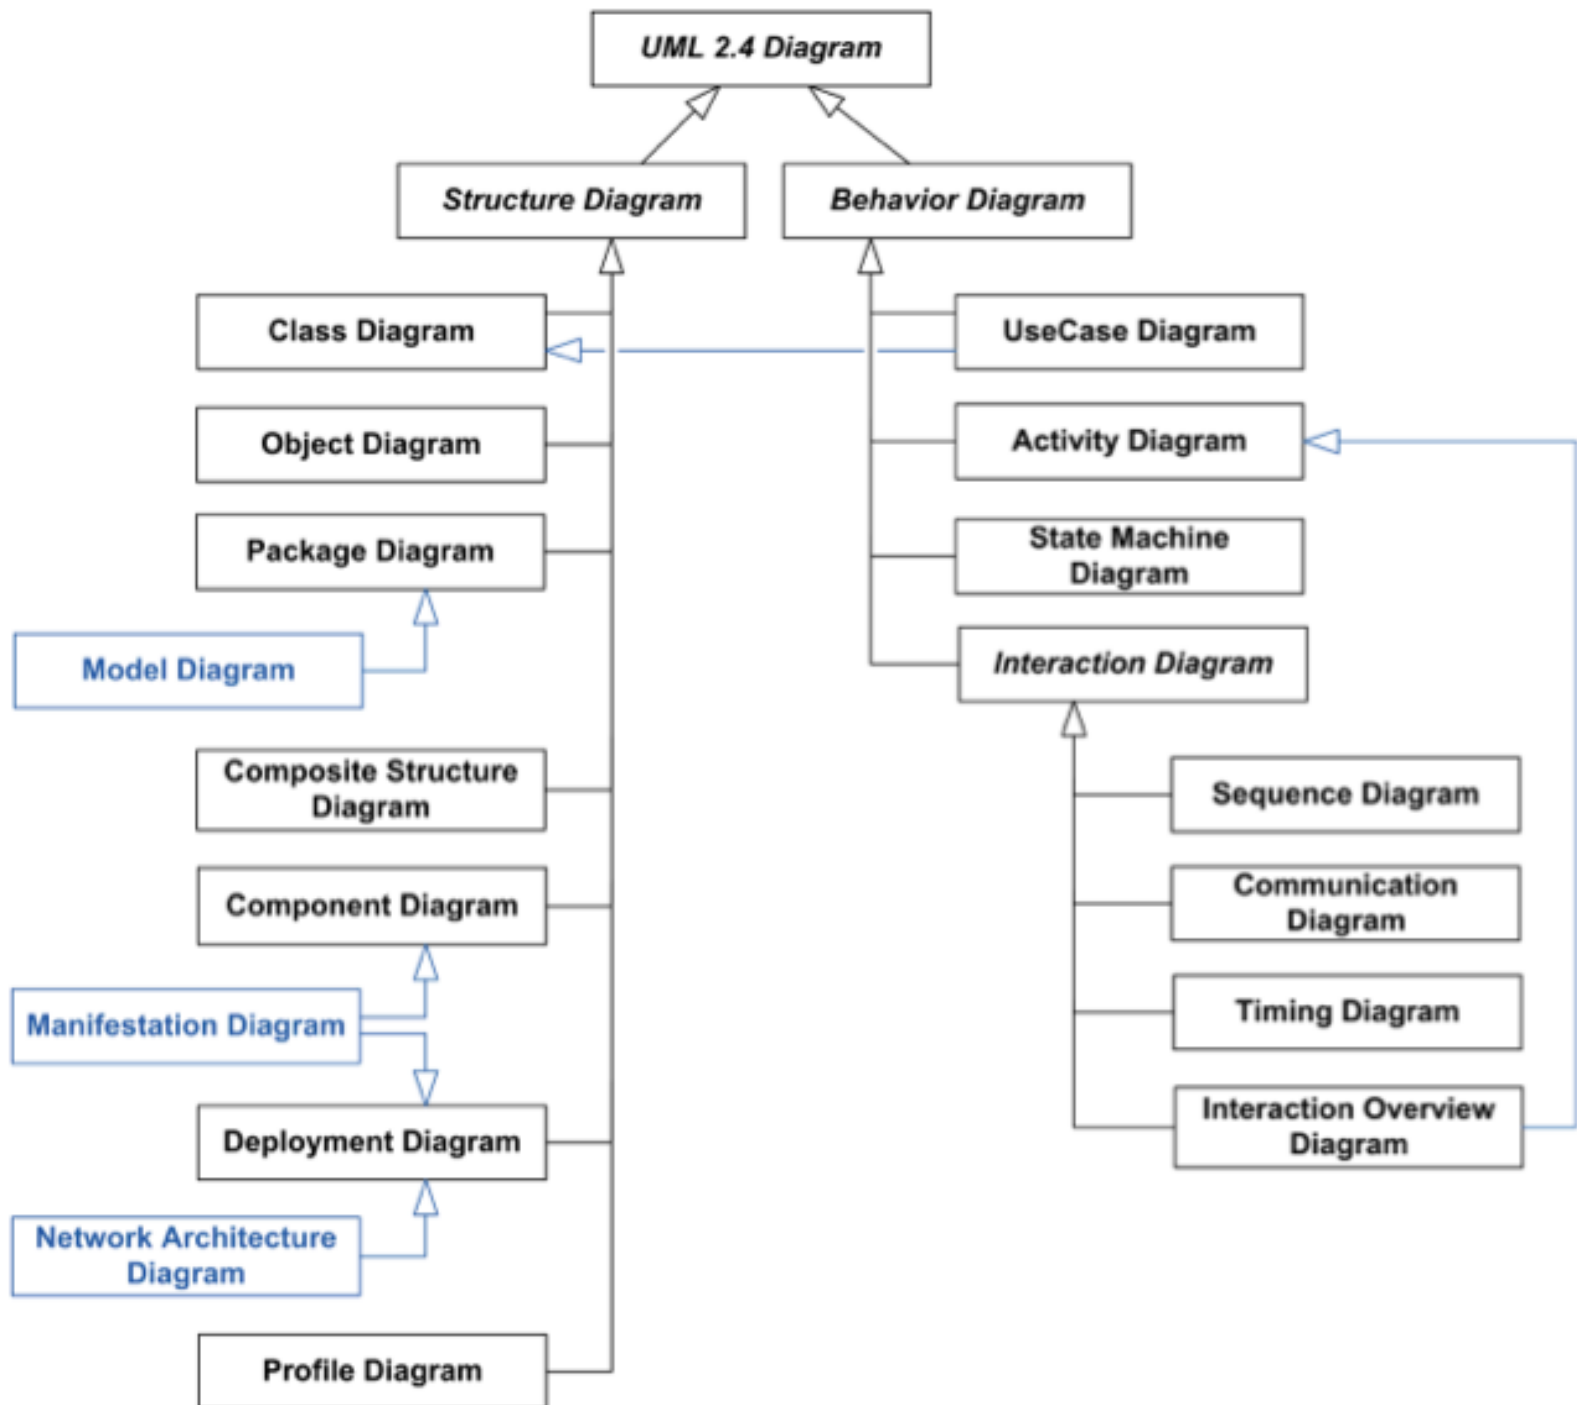 UML 2.4 Diagram
Structure Diagram
Behavior Diagram
Class Diagram
Object Diagram
Package Diagram
Model Diagram
Composite Structure
Diagram
Component Diagram
Manifestation Diagram
Deployment Diagram
Network Architecture
Diagram
Profile Diagram
UseCase Diagram
Activity Diagram
State Machine
Diagram
Interaction Diagram
Sequence Diagram
Communication
Diagram
Timing Diagram
Interaction Overview
Diagram